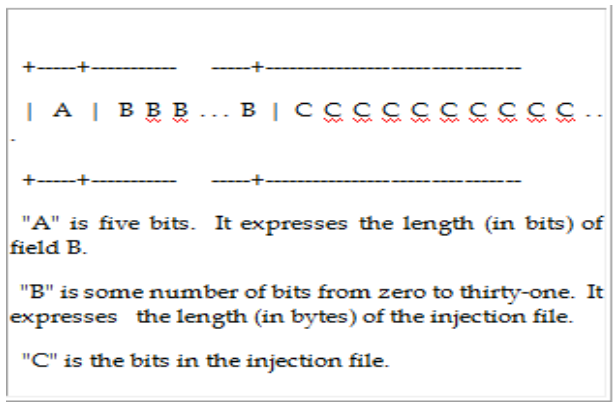 +-----+----------- -----+-------------------------------
| A | B B B ... B | C C C C C C C C C C ..
.
+-----+----------- -----+-------------------------------
"A" is five bits. It expresses the length (in bits) of
field B.
"B" is some number of bits from zero to thirty-one. It
expresses the length (in bytes) of the injection file.
"C" is the bits in the injection file.